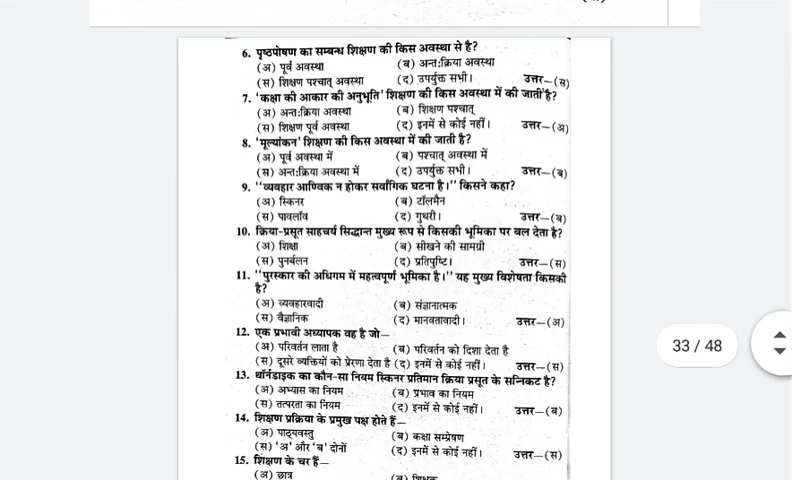 6. पृष्ठपोषण का सम्बन्ध शिक्षण की किस अवस्था से है?
(अ) पूर्व अवस्था (ब) अन्त:क्रिया अवस्था
(स) शिक्षण पश्चात् अवस्था (द) उपर्युक्त सभी। उत्तर—(स)
7. 'कक्षा की आकार की अनुभूति' शिक्षण की किस अवस्था में की जाती है?
(अ) अन्त:क्रिया अवस्था (ब) शिक्षण पश्चात्
(स) शिक्षण पूर्व अवस्था (द) इनमें से कोई नहीं। उत्तर—(अ)
8. 'मूल्यांकन' शिक्षण की किस अवस्था में की जाती है?
(अ) पूर्व अवस्था में (ब) पश्चात् अवस्था में
(स) अन्त:क्रिया अवस्था में (द) उपर्युक्त सभी। उत्तर—(ब)
9. "व्यवहार आण्विक न होकर सर्वांगिक घटना है।" किसने कहा?
(अ) स्किनर (ब) टॉलमैन
(स) पावलॉव (द) गुथरी। उत्तर—(ब)
10. क्रिया-प्रसूत साहचर्य सिद्धान्त मुख्य रूप से किसकी भूमिका पर बल देता है?
(अ) शिक्षा (ब) सीखने की सामग्री
(स) पुनर्बलन (द) प्रतिपुष्टि। उत्तर—(स)
11. "पुरस्कार की अधिगम में महत्वपूर्ण भूमिका है।" यह मुख्य विशेषता किसकी
है?
(अ) व्यवहारवादी (ब) संज्ञानात्मक
(स) वैज्ञानिक (द) मानवतावादी। उत्तर—(अ)
12. एक प्रभावी अध्यापक वह है जो—
(अ) परिवर्तन लाता है (ब) परिवर्तन को दिशा देता है
(स) दूसरे व्यक्तियों को प्रेरणा देता है (द) इनमें से कोई नहीं। उत्तर—(स)
13. थॉर्नडाइक का कौन-सा नियम स्किनर प्रतिमान क्रिया प्रसूत के सन्निकट है?
(अ) अभ्यास का नियम (ब) प्रभाव का नियम
(स) तत्परता का नियम (द) इनमें से कोई नहीं। उत्तर—(ब)
14. शिक्षण प्रक्रिया के प्रमुख पक्ष होते हैं—
(अ) पाठ्यवस्तु (ब) कक्षा सम्प्रेषण
(स) 'अ' और 'ब' दोनों (द) इनमें से कोई नहीं। उत्तर—(स)
15. शिक्षण के चर हैं—
(अ) छात्र (ब) शिक्षक
33 / 48